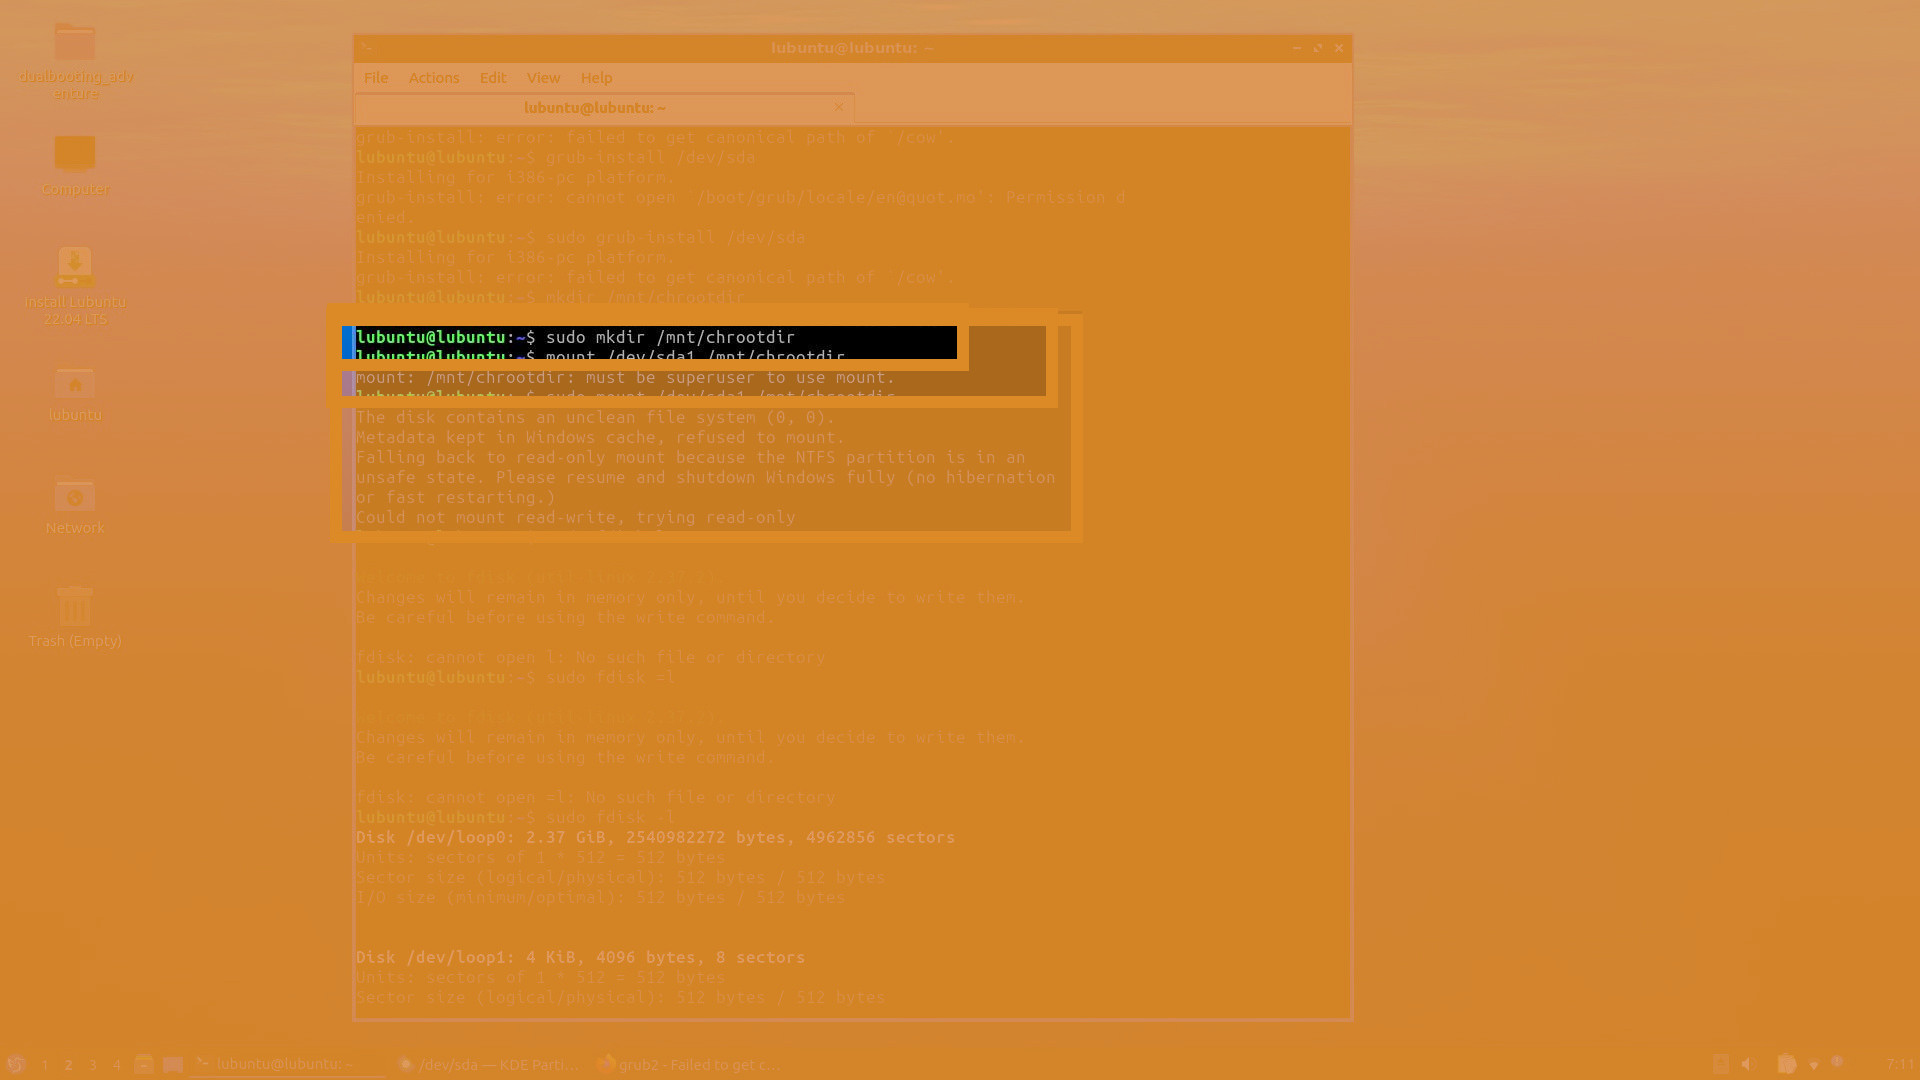 lubuntu@lubuntu: ~
File Actions Edit View Help
lubuntu@lubuntu: ~
grub-install: error: failed to get canonical path of `/cow'.
lubuntu@lubuntu:~$ grub-install /dev/sda
Installing for i386-pc platform.
grub-install: error: cannot open `/boot/grub/locale/en@quot.mo': Permission d
enied.
lubuntu@lubuntu:~$ sudo grub-install /dev/sda
Installing for i386-pc platform.
grub-install: error: failed to get canonical path of `/cow'.
lubuntu@lubuntu:~$ mkdir /mnt/chrootdir
lubuntu@lubuntu:~$ sudo mkdir /mnt/chrootdir
lubuntu@lubuntu:~$ mount /dev/sda1 /mnt/chrootdir
mount: /mnt/chrootdir: must be superuser to use mount.
lubuntu@lubuntu:~$ sudo mount /dev/sda1 /mnt/chrootdir
The disk contains an unclean file system (0, 0).
Metadata kept in Windows cache, refused to mount.
Falling back to read-only mount because the NTFS partition is in an
unsafe state. Please resume and shutdown Windows fully (no hibernation
or fast restarting.)
Could not mount read-write, trying read-only
Welcome to fdisk
Changes will remain in memory only, until you decide to write them.
Be careful before using the write command.
fdisk: cannot open l: No such file or directory
lubuntu@lubuntu:~$ sudo fdisk =l
Welcome to fdisk
Changes will remain in memory only, until you decide to write them.
Be careful before using the write command.
fdisk: cannot open =l: No such file or directory
lubuntu@lubuntu:~$ sudo fdisk -l
Disk /dev/loop0: 2.37 GiB, 2540982272 bytes, 4962856 sectors
Units: sectors of 1 * 512 = 512 bytes
Sector size (logical/physical): 512 bytes / 512 bytes
I/O size (minimum/optimal): 512 bytes / 512 bytes
Disk /dev/loop1: 4 KiB, 4096 bytes, 8 sectors
Units: sectors of 1 * 512 = 512 bytes
Sector size (logical/physical): 512 bytes / 512 bytes
dualbooting_adv
enture
Computer
Install Lubuntu
22.04 LTS
lubuntu
Network
Trash (Empty)
1 2 3 4 lubuntu@lubuntu: ~ /dev/sda — KDE Parti... grub2 - Failed to get c... 7:11